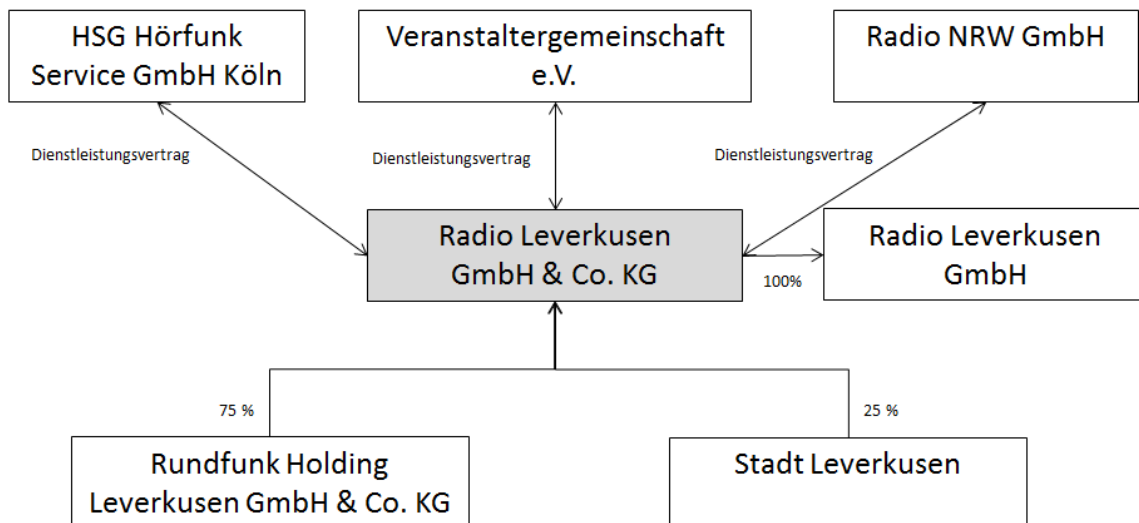 HSG Hörfunk
Service GmbH Köln
Veranstaltergemeinschaft
e.V.
Radio NRW GmbH
Dienstleistungsvertrag
Dienstleistungsvertrag
Dienstleistungsvertrag
Radio Leverkusen
GmbH & Co. KG
100%
Radio Leverkusen
GmbH
75 %
25 %
Rundfunk Holding
Leverkusen GmbH & Co. KG
Stadt Leverkusen